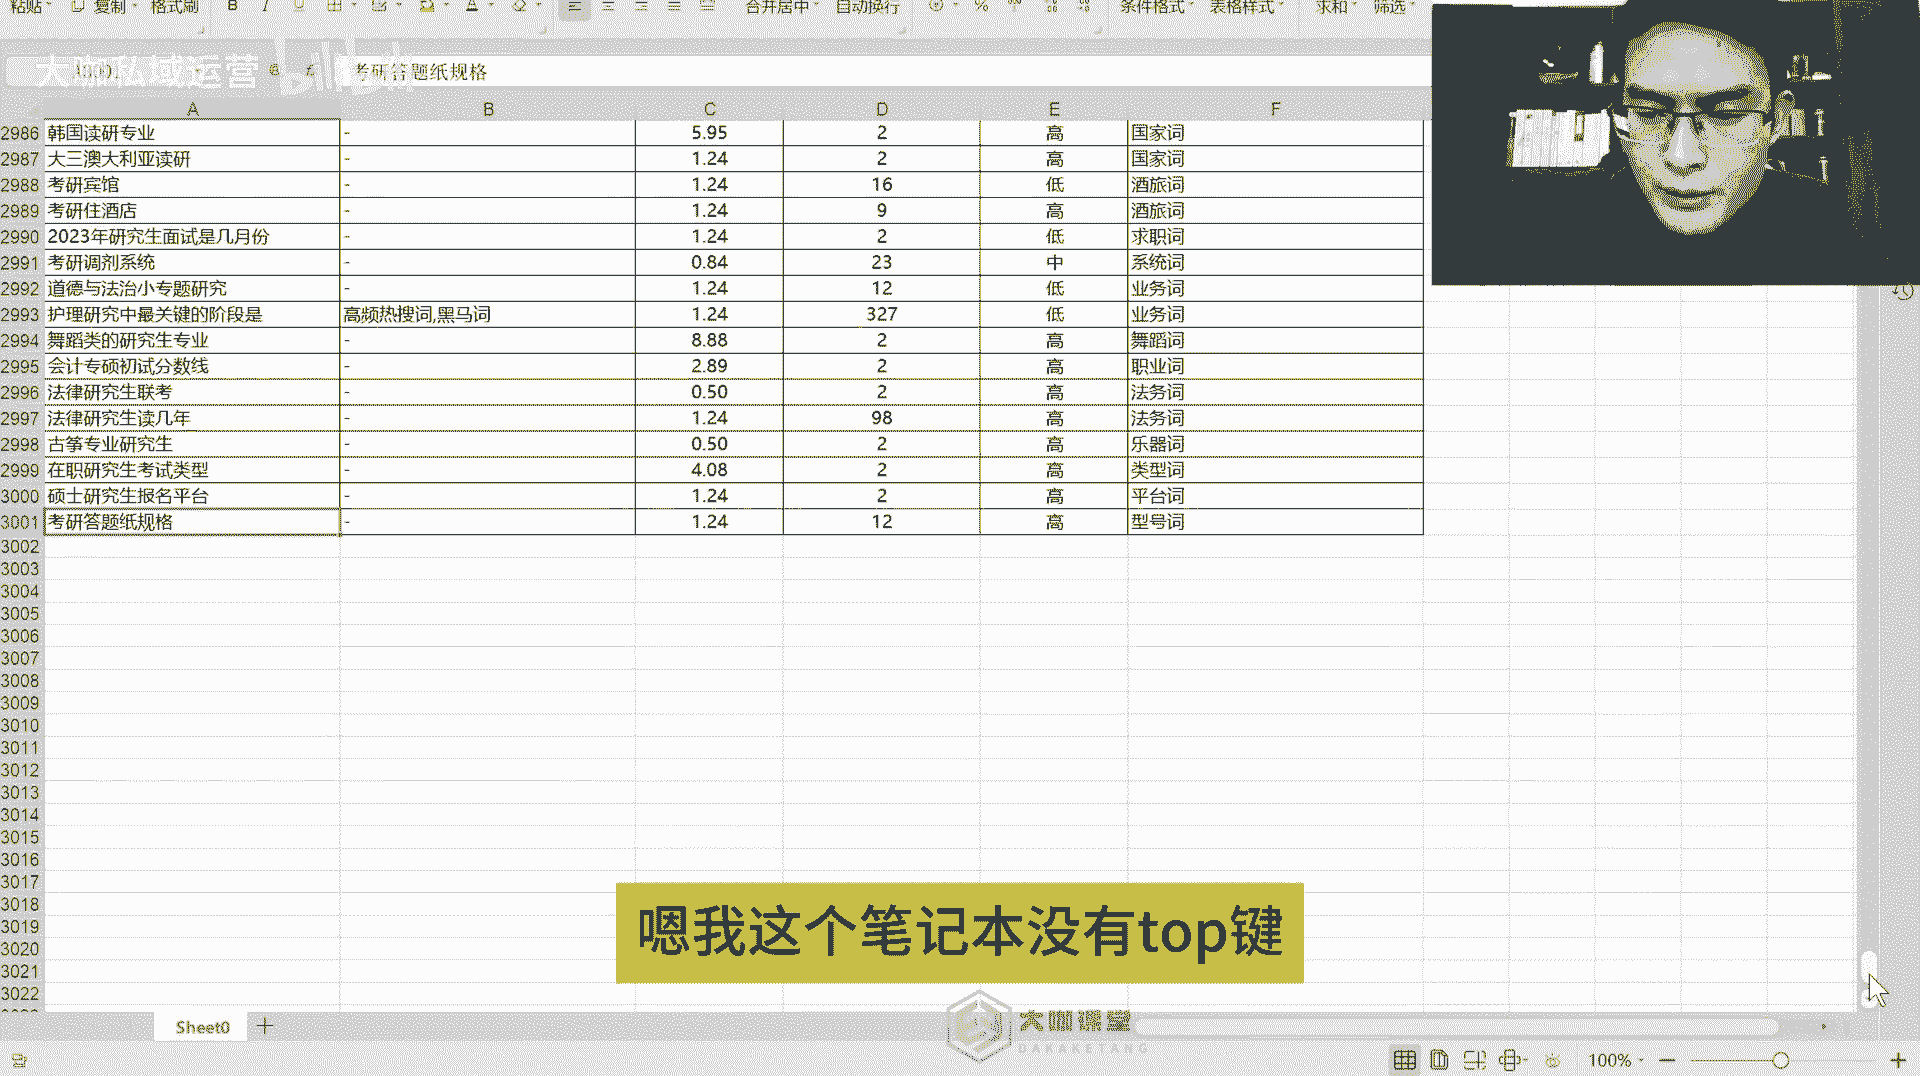 粘贴 复制 格式刷 B I U A 合并居中 自动换行 % 条件格式 表格样式 求和 筛选
大咖私域运营 bilibili 考研答题纸规格
A B C D E F
2986 韩国读研专业 - 5.95 2 高 国家词
2987 大三澳大利亚读研 - 1.24 2 高 国家词
2988 考研宾馆 - 1.24 16 低 酒旅词
2989 考研住酒店 - 1.24 9 高 酒旅词
2990 2023年研究生面试是几月份 - 1.24 2 低 求职词
2991 考研调剂系统 - 0.84 23 中 系统词
2992 道德与法治小专题研究 - 1.24 12 低 业务词
2993 护理研究中最关键的阶段是 高频热搜词,黑马词 1.24 327 低 业务词
2994 舞蹈类的研究生专业 - 8.88 2 高 舞蹈词
2995 会计专硕初试分数线 - 2.89 2 高 职业词
2996 法律研究生联考 - 0.50 2 高 法务词
2997 法律研究生读几年 - 1.24 98 高 法务词
2998 古筝专业研究生 - 0.50 2 高 乐器词
2999 在职研究生考试类型 - 4.08 2 高 类型词
3000 硕士研究生报名平台 - 1.24 2 高 平台词
3001 考研答题纸规格 - 1.24 12 高 型号词
3002
3003
3004
3005
3006
3007
3008
3009
3010
3011
3012
3013
3014
3015
3016
3017
3018
3019
3020
3021
3022
嗯我这个笔记本没有top键
Sheet0
大咖课堂
DAKAKETANG
100%